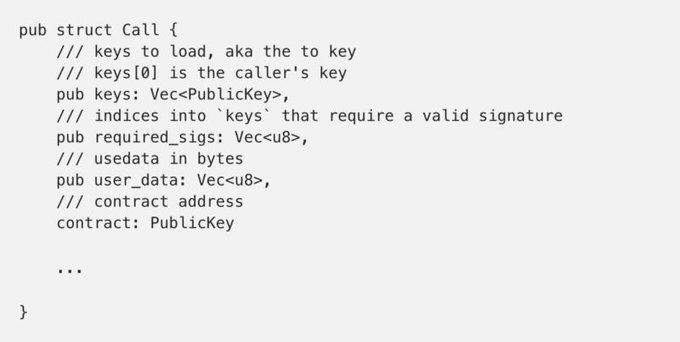 pub struct Call {
/// keys to load, aka the to key
/// keys[0] is the caller's key
pub keys: Vec<PublicKey>,
/// indices into `keys` that require a valid signature
pub required_sigs: Vec<u8>,
/// usedata in bytes
pub user_data: Vec<u8>,
/// contract address
contract: PublicKey
...
}